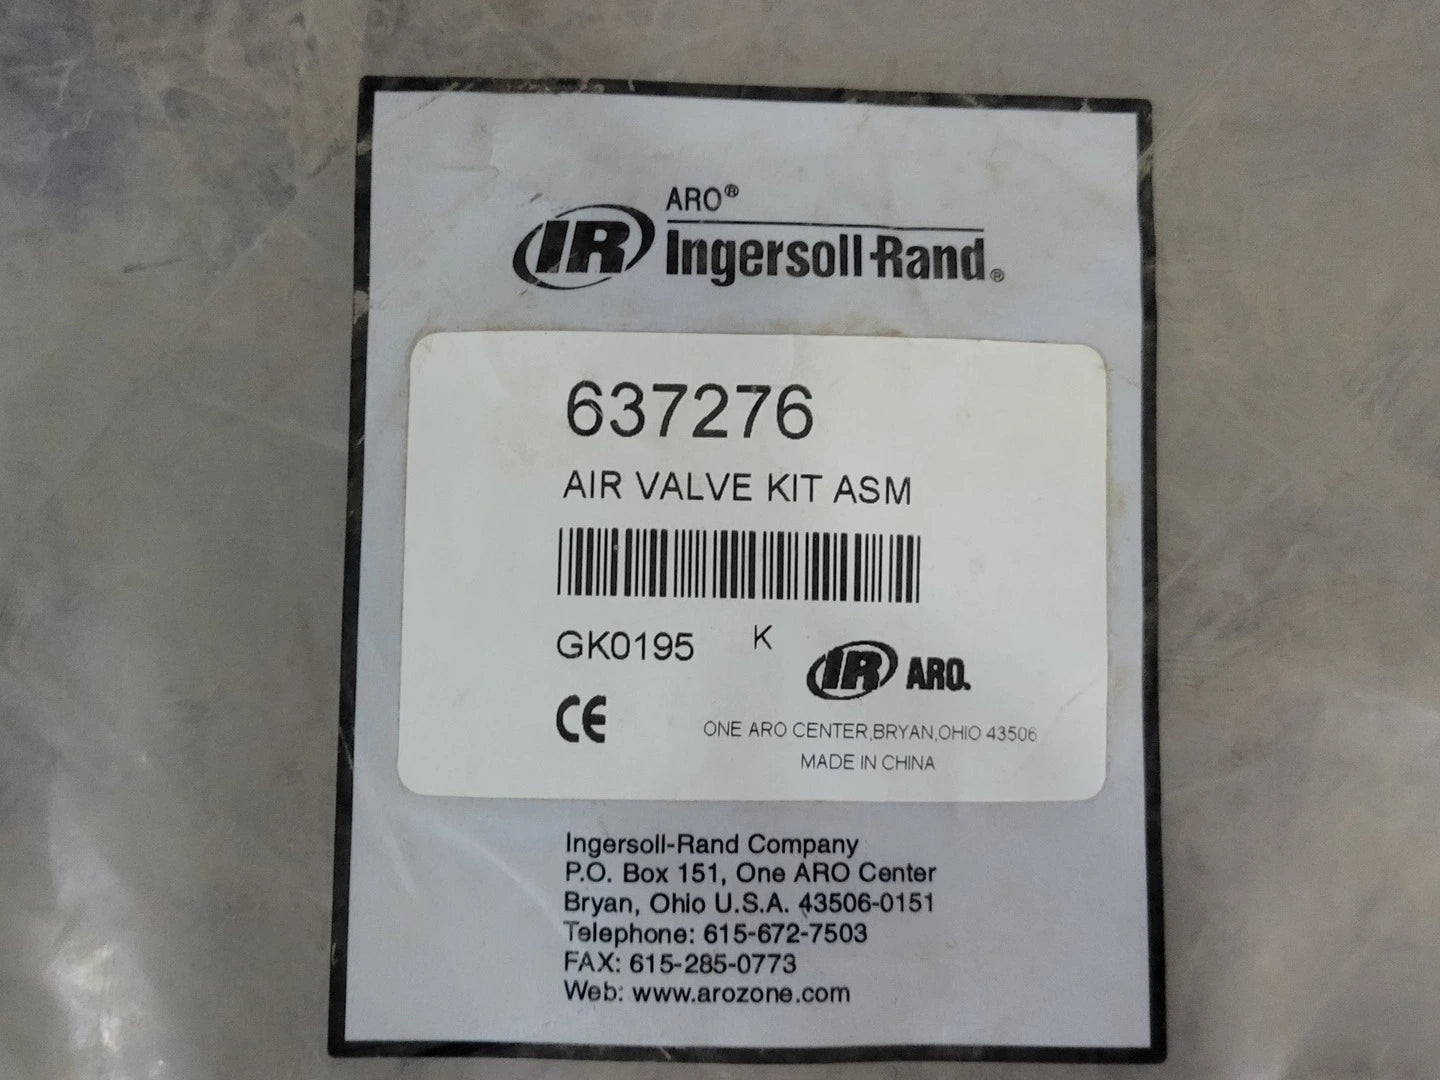 ARO®
IR Ingersoll-Rand®
637276
AIR VALVE KIT ASM
GK0195 K
IR ARO.
CE
ONE ARO CENTER,BRYAN,OHIO 43506
MADE IN CHINA
Ingersoll-Rand Company
P.O. Box 151, One ARO Center
Bryan, Ohio U.S.A. 43506-0151
Telephone: 615-672-7503
FAX: 615-285-0773
Web: www.arozone.com